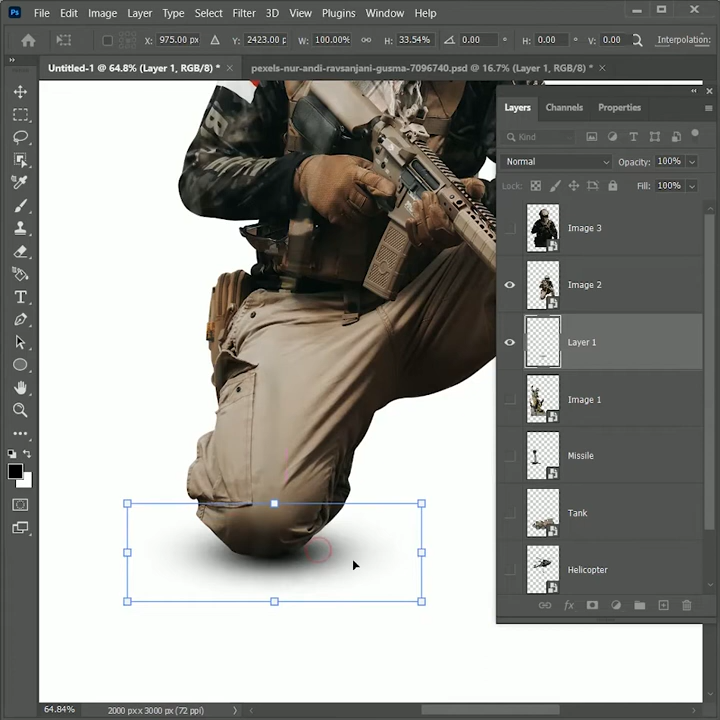 Ps File Edit Image Layer Type Select Filter 3D View Plugins Window Help
X: 975.00 px Y: 2423.00 p W: 100.00% H: 33.54% 0.00 ° H: 0.00 ° V: 0.00 Interpolation:
Untitled-1 @ 64.8% (Layer 1, RGB/8) * × pexels-nur-andi-ravsanjani-gusma-7096740.psd @ 16.7% (Layer 1, RGB/8) * ×
Layers Channels Properties
Kind
Normal Opacity: 100%
Lock: Fill: 100%
Image 3
Image 2
Layer 1
Image 1
Missile
Tank
Helicopter
fx
64.84% 2000 px x 3000 px (72 ppi)